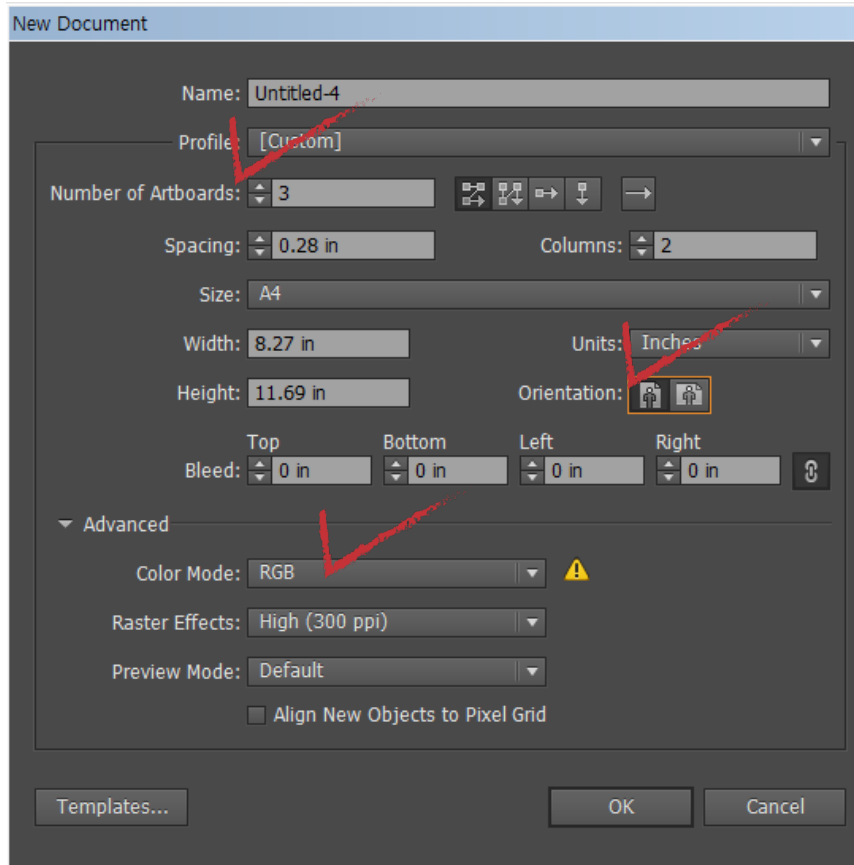 New Document
Name: Untitled-4
Profile: [Custom]
Number of Artboards: 3
Spacing: 0.28 in Columns: 2
Size: A4
Width: 8.27 in Units: Inches
Height: 11.69 in Orientation:
Top Bottom Left Right
Bleed: 0 in 0 in 0 in 0 in
Advanced
Color Mode: RGB
Raster Effects: High (300 ppi)
Preview Mode: Default
Align New Objects to Pixel Grid
Templates... OK Cancel